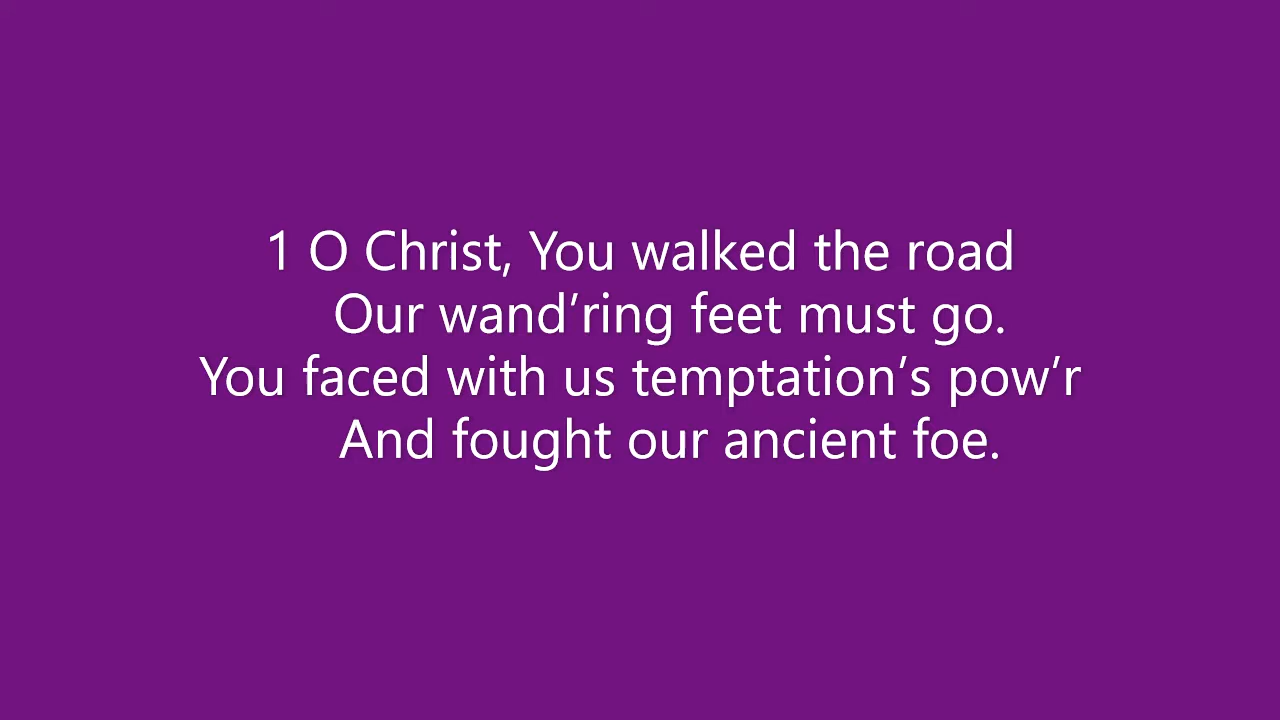 1 O Christ, You walked the road
Our wand’ring feet must go.
You faced with us temptation’s pow’r
And fought our ancient foe.